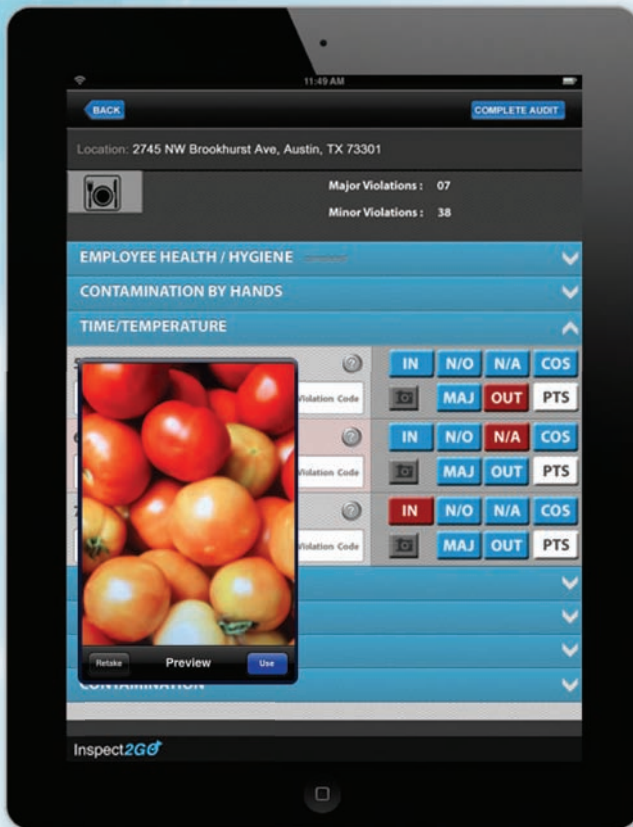 11:49 AM
BACK
COMPLETE AUDIT
Location: 2745 NW Brookhurst Ave, Austin, TX 73301
Major Violations : 07
Minor Violations : 38
EMPLOYEE HEALTH / HYGIENE
CONTAMINATION BY HANDS
TIME/TEMPERATURE
? IN N/O N/A COS
Violation Code MAJ OUT PTS
? IN N/O N/A COS
Violation Code MAJ OUT PTS
? IN N/O N/A COS
Violation Code MAJ OUT PTS
Retake Preview Use
CONTAMINATION
Inspect2GO